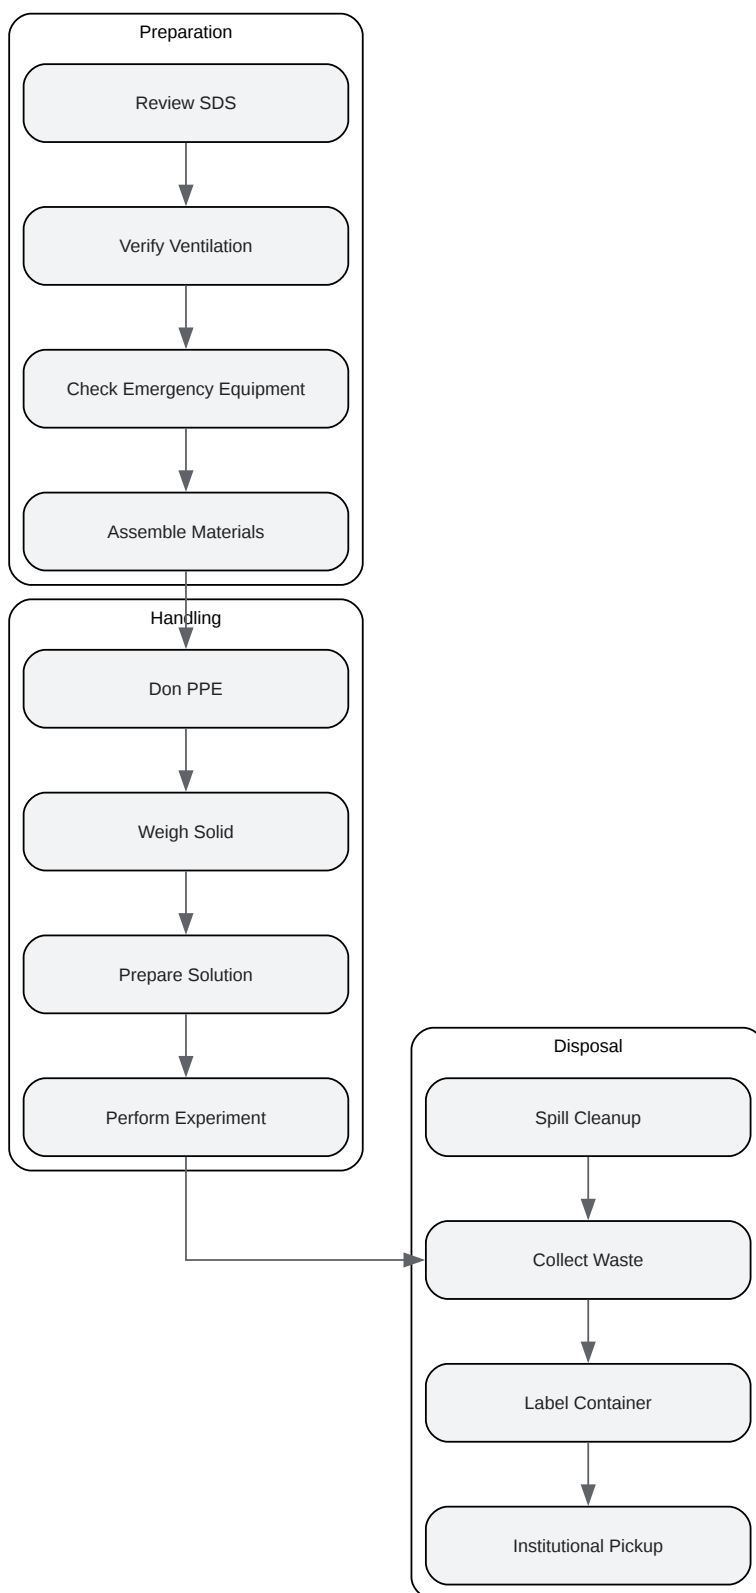 Preparation
Review SDS
Verify Ventilation
Check Emergency Equipment
Assemble Materials
Handling
Don PPE
Weigh Solid
Prepare Solution
Perform Experiment
Disposal
Spill Cleanup
Collect Waste
Label Container
Institutional Pickup